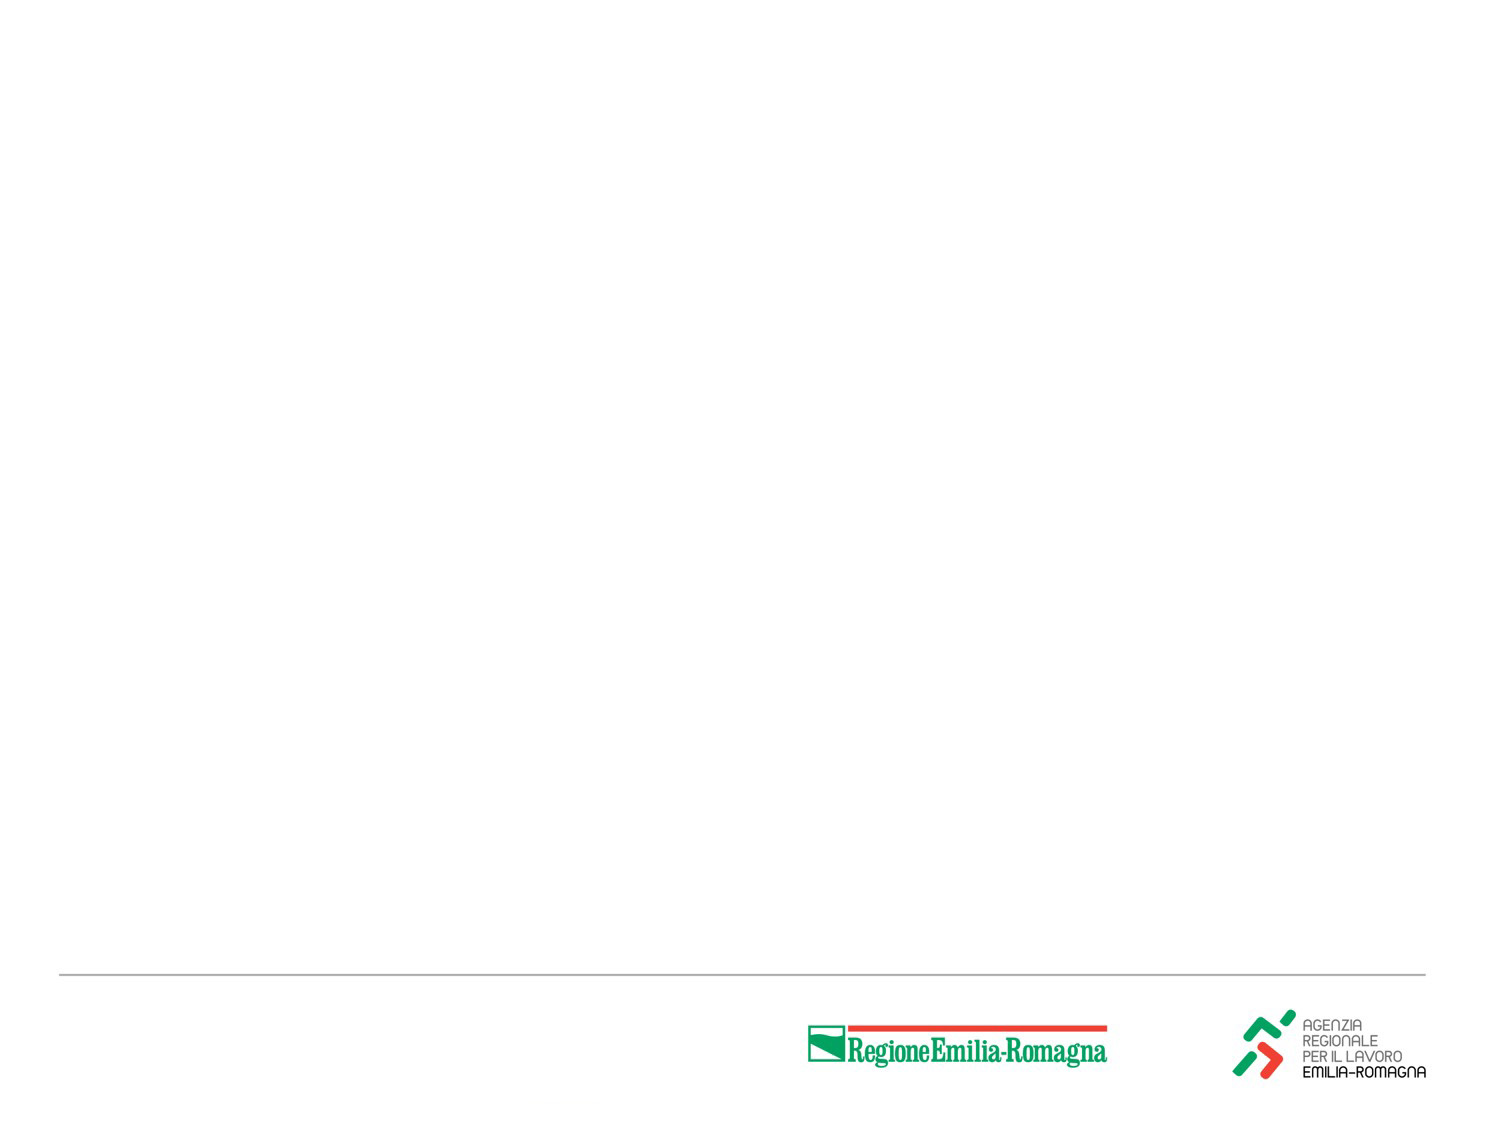 RegioneEmilia-Romagna
AGENZIA
REGIONALE
PER IL LAVORO
EMILIA-ROMAGNA